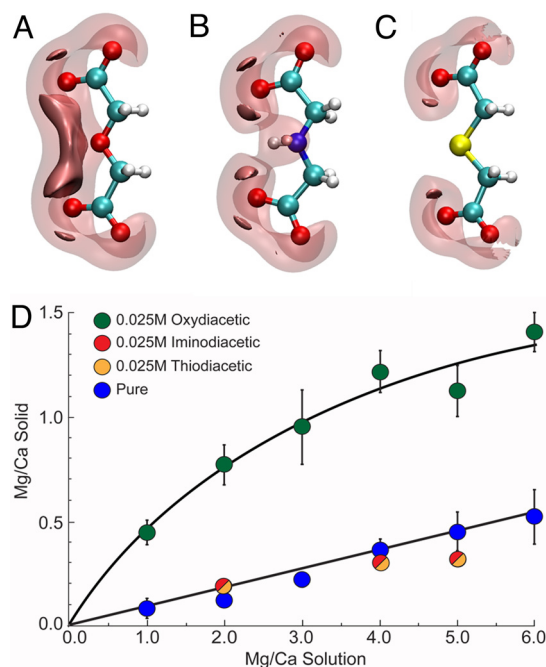 A
B
C
D
0.025M Oxydiacetic
0.025M Iminodiacetic
0.025M Thiodiacetic
Pure
Mg/Ca Solid
1.5
1.0
0.5
0
0.0 1.0 2.0 3.0 4.0 5.0 6.0
Mg/Ca Solution